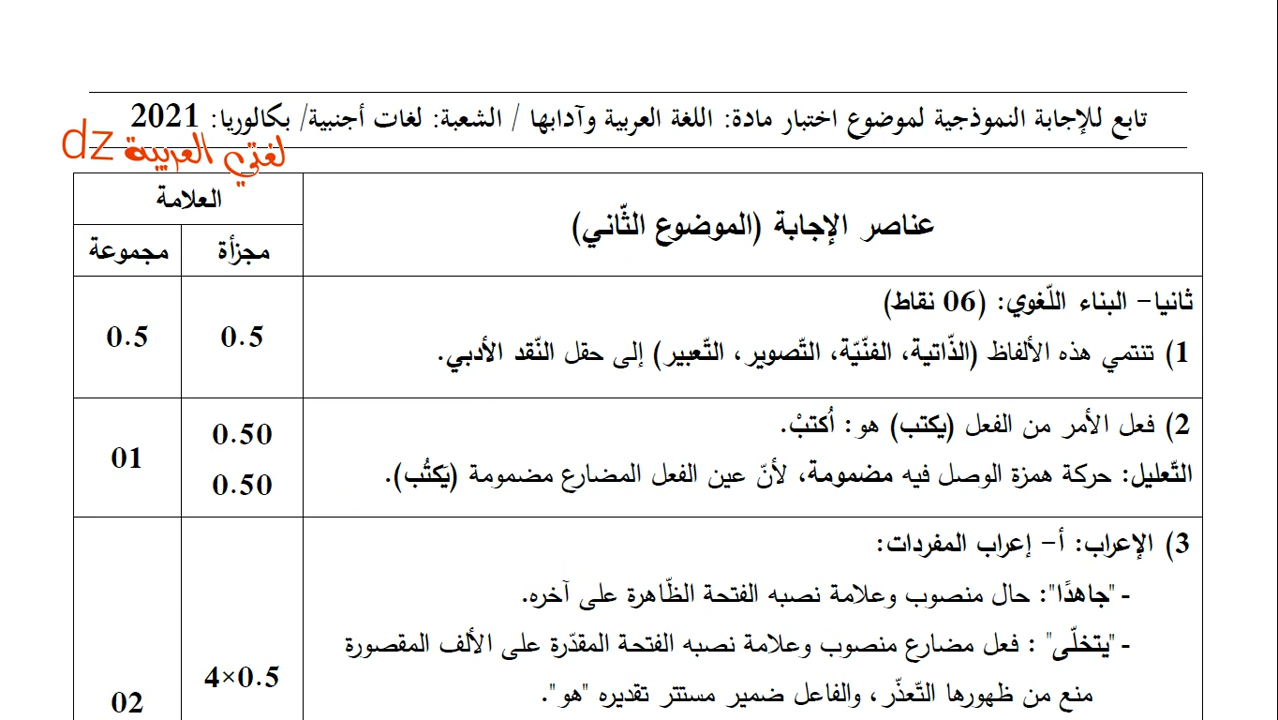 تابع للإجابة النموذجية لموضوع اختبار مادة: اللغة العربية وآدابها / الشعبة: لغات أجنبية/ بكالوريا: 2021
لغتي العربية dz
عناصر الإجابة (الموضوع الثّاني)
العلامة
مجزأة
مجموعة
ثانيا- البناء اللّغوي: (06 نقاط)
1) تنتمي هذه الألفاظ (الذّاتية، الفنّيّة، التّصوير، التّعبير) إلى حقل النّقد الأدبي.
0.5
0.5
2) فعل الأمر من الفعل (يكتب) هو: أُكتبْ.
التّعليل: حركة همزة الوصل فيه مضمومة، لأنّ عين الفعل المضارع مضمومة (يَكتُب).
0.50
0.50
01
3) الإعراب: أ- إعراب المفردات:
- "جاهدًا": حال منصوب وعلامة نصبه الفتحة الظّاهرة على آخره.
- "يتخلّى" : فعل مضارع منصوب وعلامة نصبه الفتحة المقدّرة على الألف المقصورة
منع من ظهورها التّعذّر، والفاعل ضمير مستتر تقديره "هو".
4×0.5
02